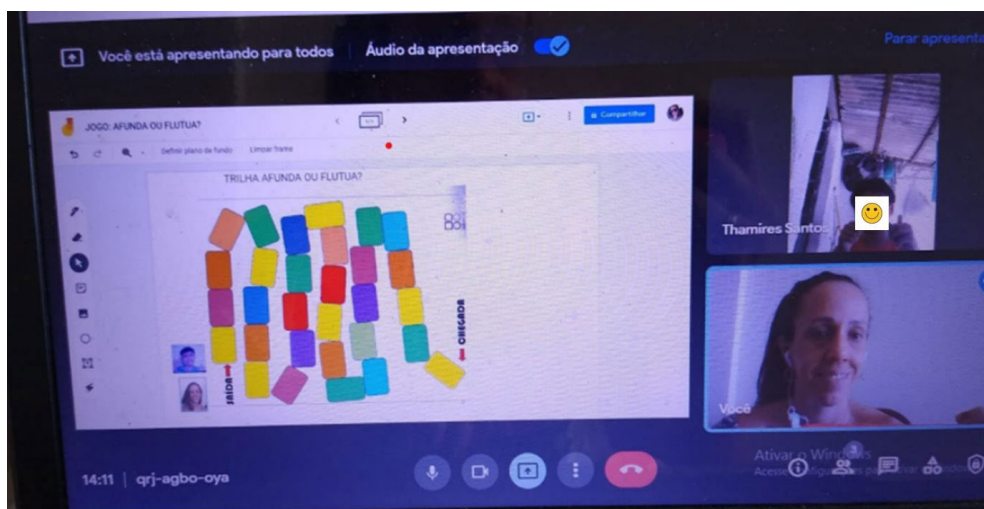 Você está apresentando para todos
Áudio da apresentação
Parar apresenta
JOGO: AFUNDA OU FLUTUA?
Compartilhar
Definir plano de fundo
Limpar frame
TRILHA AFUNDA OU FLUTUA?
SAÍDA
CHEGADA
Thamires Santos
Você
14:11 | qrj-agbo-oya
Ativar o Windows